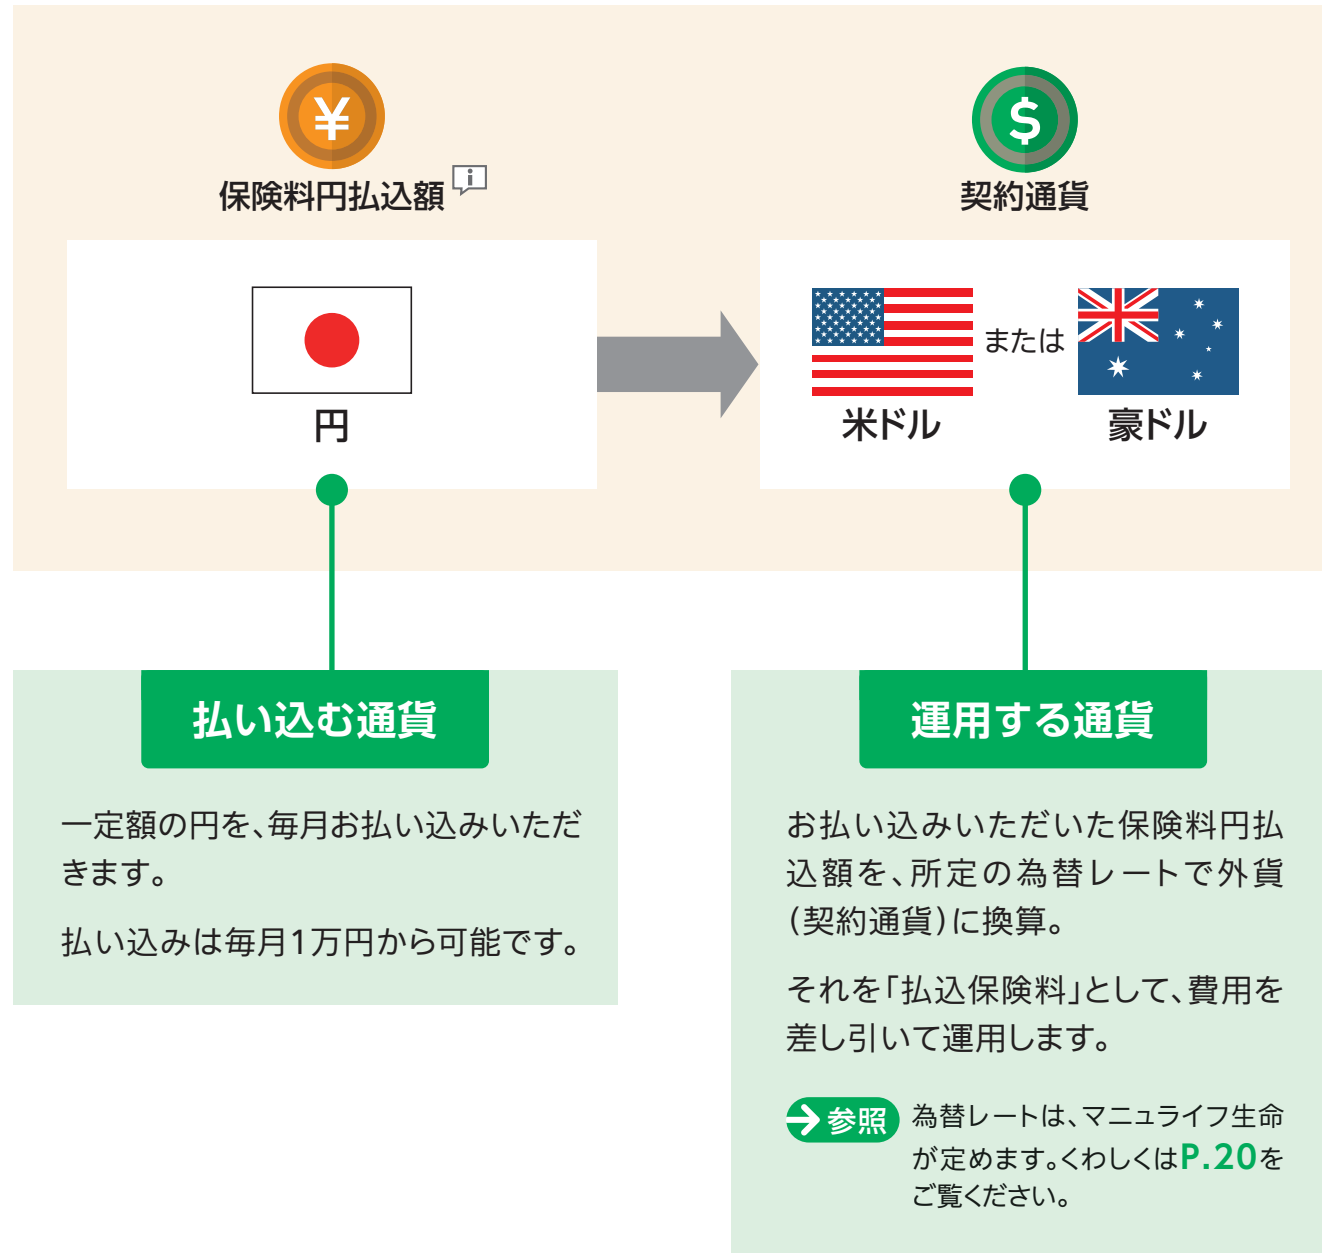 ¥
保険料円払込額 i
円
$
契約通貨
米ドル
または
豪ドル
払い込む通貨
一定額の円を、毎月お払い込みいただ
きます。
払い込みは毎月1万円から可能です。
運用する通貨
お払い込みいただいた保険料円払
込額を、所定の為替レートで外貨
(契約通貨)に換算。
それを「払込保険料」として、費用を
差し引いて運用します。
参照 為替レートは、マニュライフ生命
が定めます。くわしくはP.20を
ご覧ください。